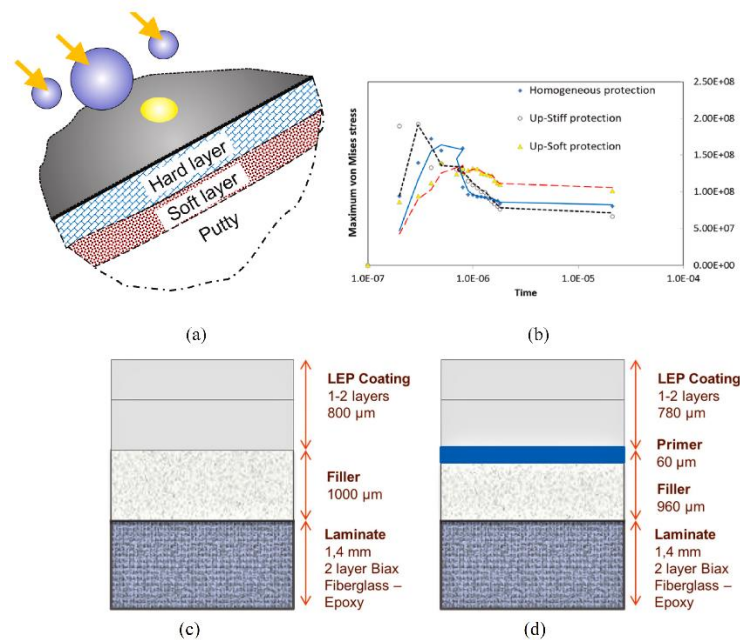 Hard layer
Soft layer
Putty
(a)
Maximum von Mises stress
Homogeneous protection
Up-Stiff protection
Up-Soft protection
2.50E+08
2.00E+08
1.50E+08
1.00E+08
5.00E+07
0.00E+00
1.0E-07
1.0E-06
1.0E-05
1.0E-04
Time
(b)
LEP Coating
1-2 layers
800 µm
Filler
1000 µm
Laminate
1,4 mm
2 layer Biax
Fiberglass –
Epoxy
(c)
LEP Coating
1-2 layers
780 µm
Primer
60 µm
Filler
960 µm
Laminate
1,4 mm
2 layer Biax
Fiberglass –
Epoxy
(d)